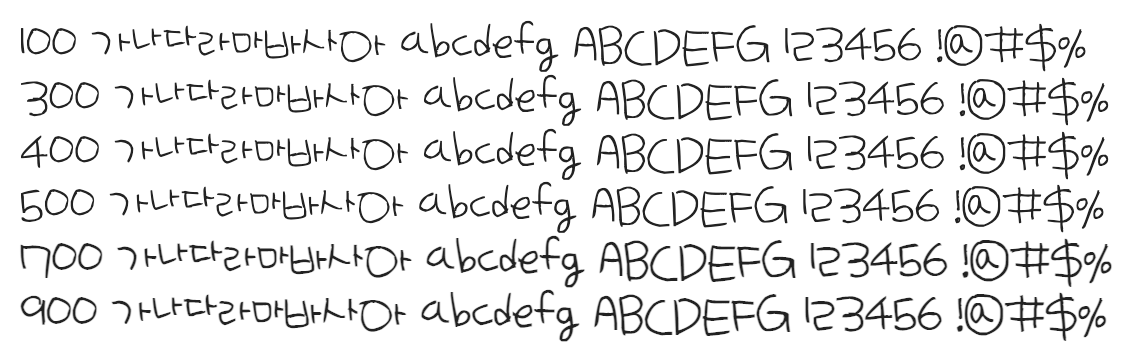 100 가나다라마바사아 abcdefg ABCDEFG 123456 !@#$%
300 가나다라마바사아 abcdefg ABCDEFG 123456 !@#$%
400 가나다라마바사아 abcdefg ABCDEFG 123456 !@#$%
500 가나다라마바사아 abcdefg ABCDEFG 123456 !@#$%
700 가나다라마바사아 abcdefg ABCDEFG 123456 !@#$%
900 가나다라마바사아 abcdefg ABCDEFG 123456 !@#$%